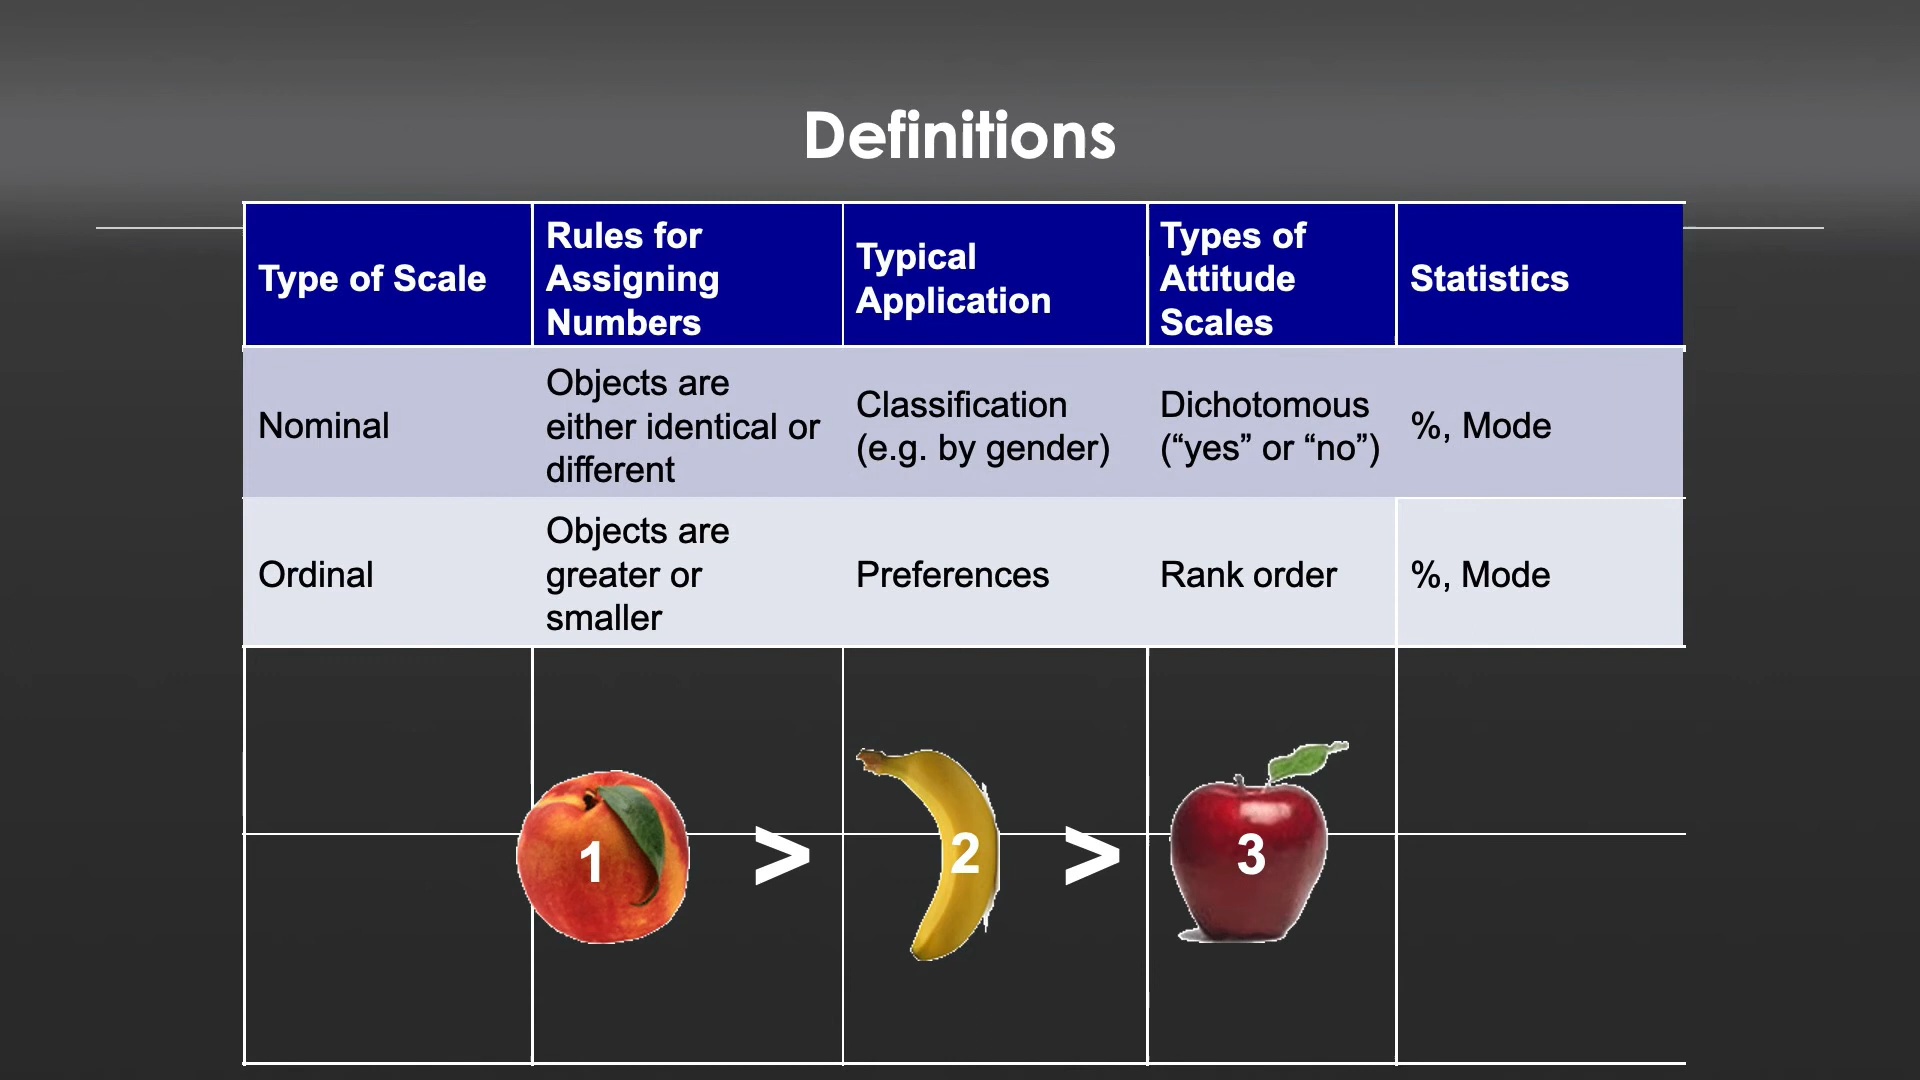 Definitions
Type of Scale
Rules for
Assigning
Numbers
Typical
Application
Types of
Attitude
Scales
Statistics
Nominal
Objects are
either identical or
different
Classification
(e.g. by gender)
Dichotomous
(“yes” or “no”)
%, Mode
Ordinal
Objects are
greater or
smaller
Preferences
Rank order
%, Mode
1 > 2 > 3